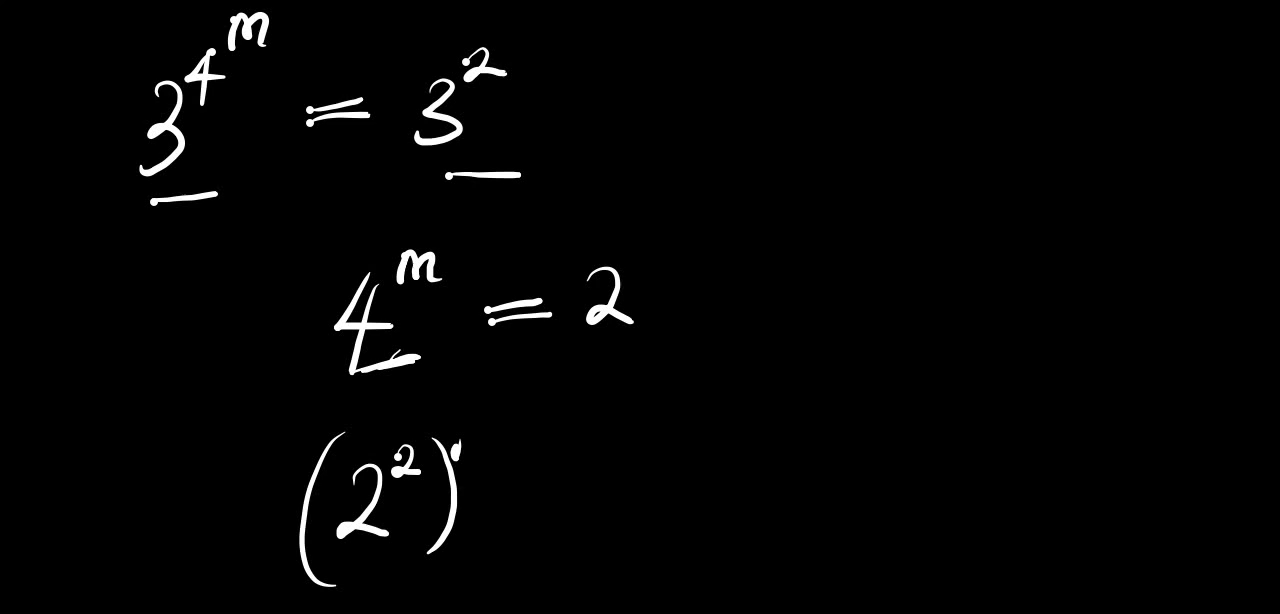 3^4^m = 3^2
4^m = 2
(2^2)